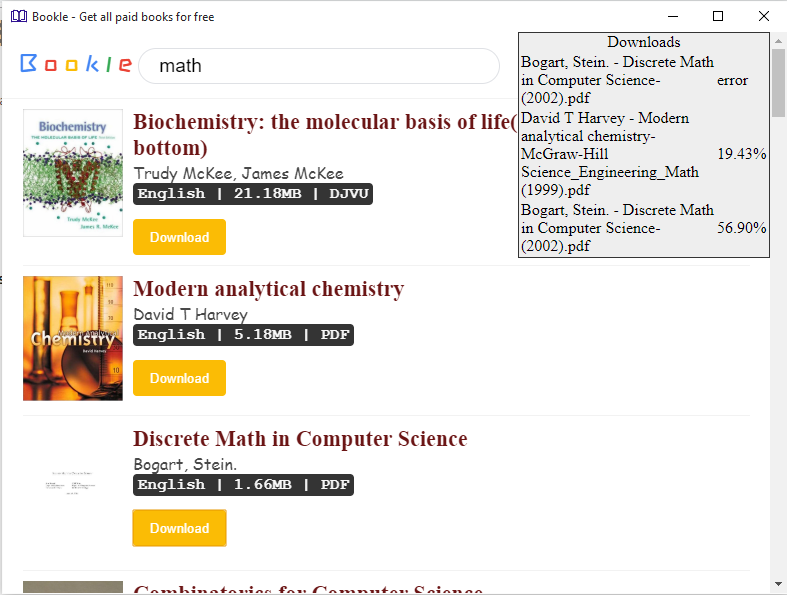 Bookle - Get all paid books for free
Bookle
math
Downloads
Bogart, Stein. - Discrete Math
in Computer Science-
(2002).pdf
error
David T Harvey - Modern
analytical chemistry-
McGraw-Hill
Science_Engineering_Math
(1999).pdf
19.43%
Bogart, Stein. - Discrete Math
in Computer Science-
(2002).pdf
56.90%
Biochemistry
THE MOLECULAR BASIS OF LIFE
Trudy McKee
James R. McKee
Biochemistry: the molecular basis of life(
bottom)
Trudy McKee, James McKee
English | 21.18MB | DJVU
Download
Modern Analytical
Chemistry
David Harvey
Modern analytical chemistry
David T Harvey
English | 5.18MB | PDF
Download
Discrete Math in Computer Science
Bogart, Stein.
English | 1.66MB | PDF
Download
Combinatorics for Computer Science